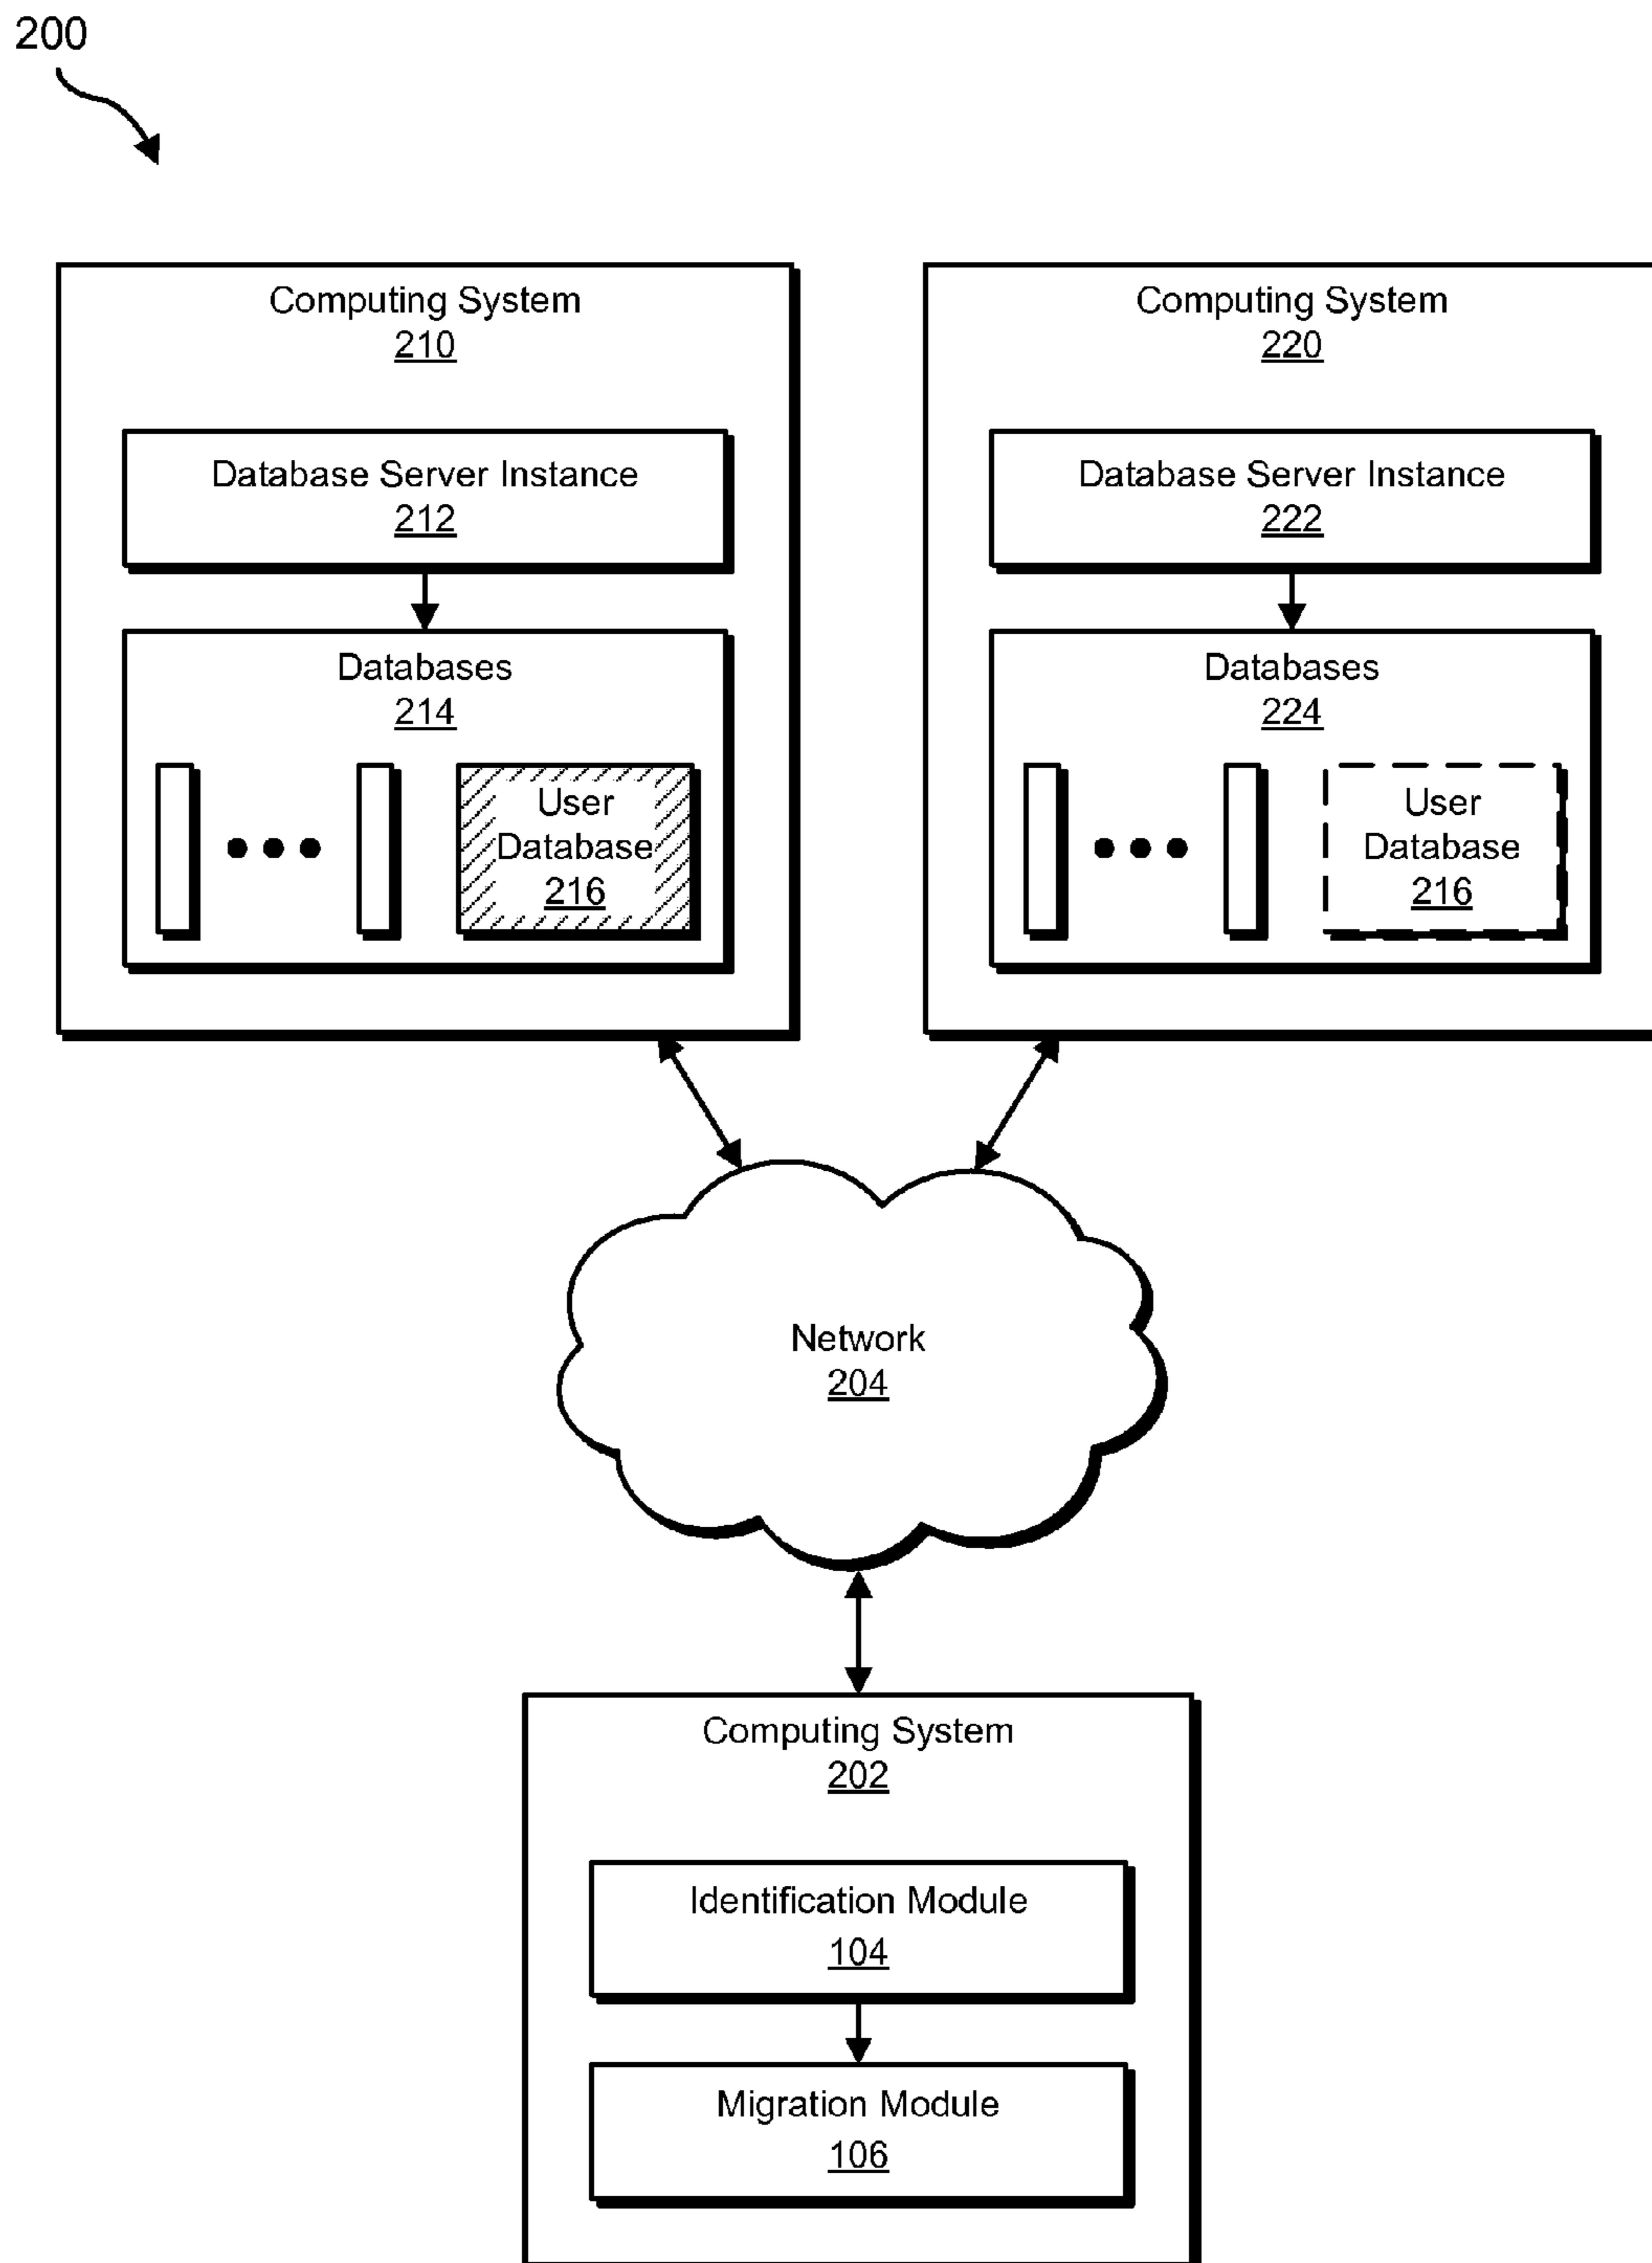 200
Computing System
210
Database Server Instance
212
Databases
214
User
Database
216
Computing System
220
Database Server Instance
222
Databases
224
User
Database
216
Network
204
Computing System
202
Identification Module
104
Migration Module
106